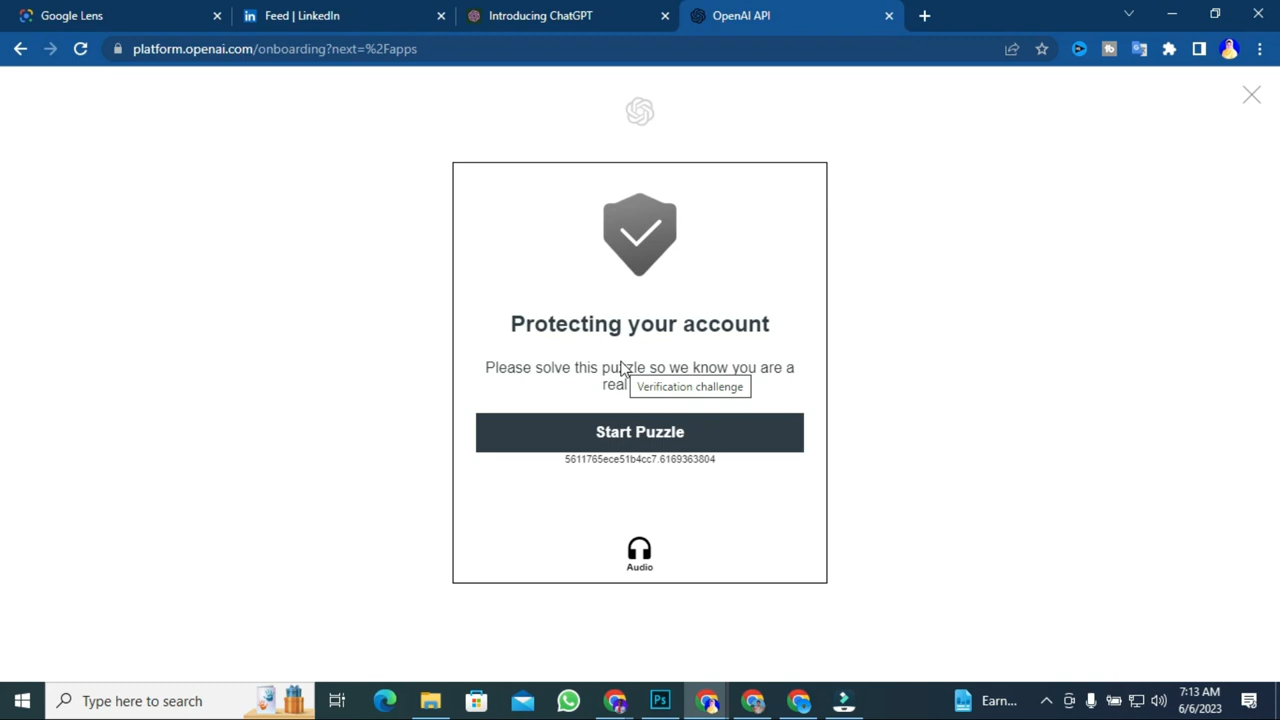 Google Lens
Feed | LinkedIn
Introducing ChatGPT
OpenAI API
platform.openai.com/onboarding?next=%2Fapps
Protecting your account
Please solve this puzzle so we know you are a
real
Verification challenge
Start Puzzle
5611765ece51b4cc7.6169363804
Audio
Type here to search
Ps
Earn...
7:13 AM
6/6/2023